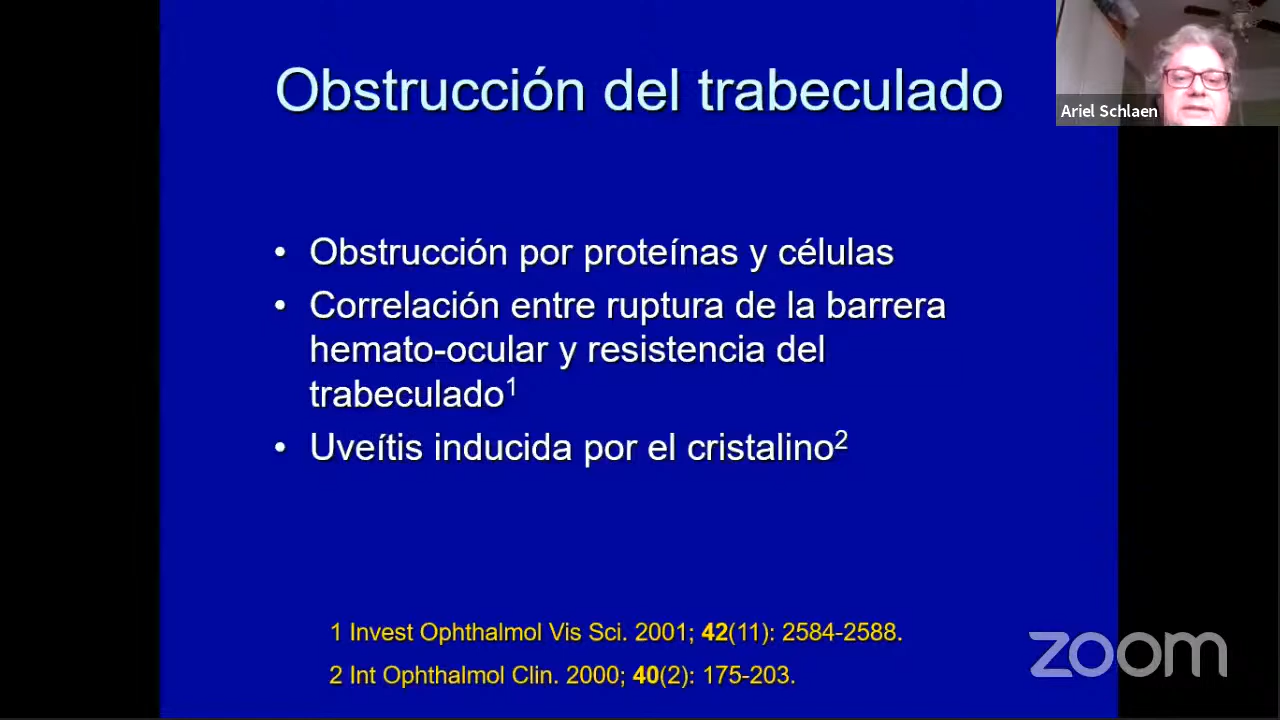 Obstrucción del trabeculado
Ariel Schlaen
• Obstrucción por proteínas y células
• Correlación entre ruptura de la barrera
hemato-ocular y resistencia del
trabeculado1
• Uveítis inducida por el cristalino2
1 Invest Ophthalmol Vis Sci. 2001; 42(11): 2584-2588.
2 Int Ophthalmol Clin. 2000; 40(2): 175-203.
zoom